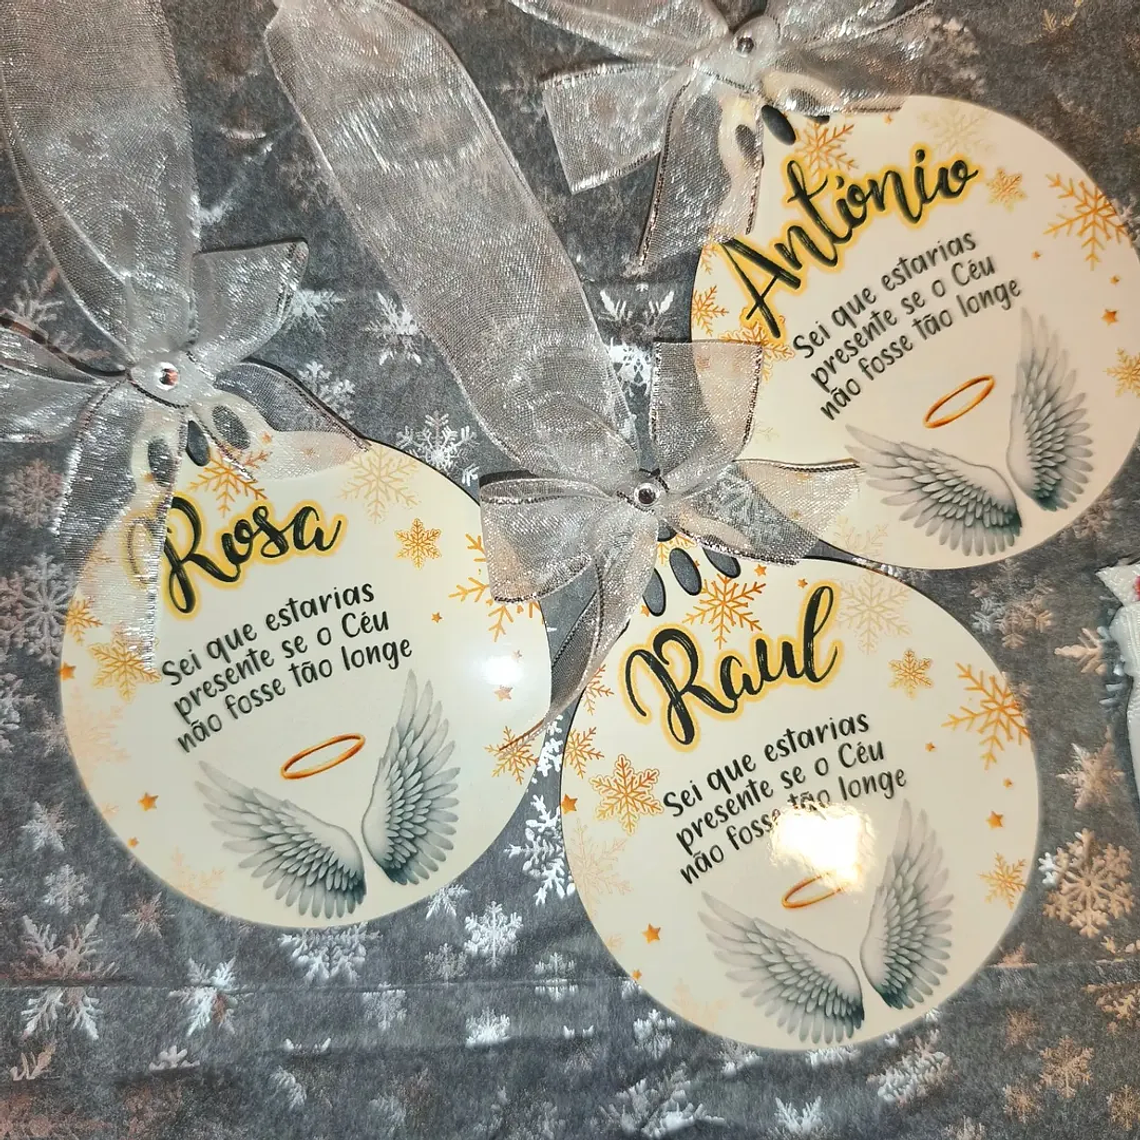 António
Sei que estarias
presente se o Céu
não fosse tão longe
Rosa
Sei que estarias
presente se o Céu
não fosse tão longe
Raul
Sei que estarias
presente se o Céu
não fosse tão longe